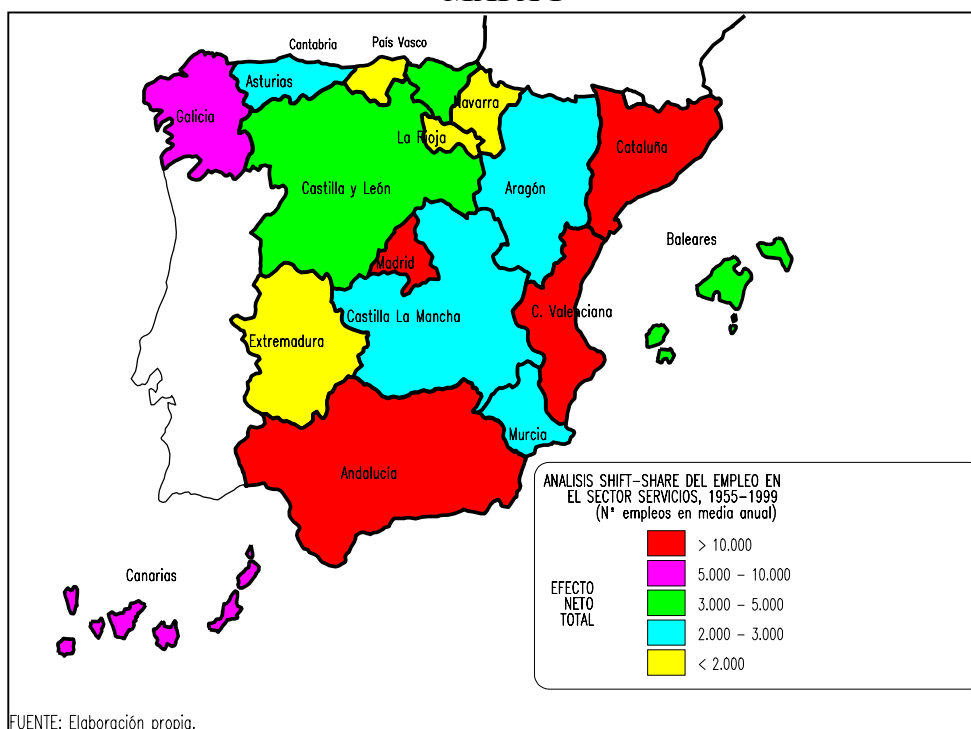 Cantabria
País Vasco
Asturias
Navarra
Galicia
La Rioja
Cataluña
Castilla y León
Aragón
Baleares
Madrid
C. Valenciana
Castilla La Mancha
Extremadura
Murcia
Andalucía
Canarias
ANALISIS SHIFT-SHARE DEL EMPLEO EN
EL SECTOR SERVICIOS, 1955-1999
(Nº empleos en media anual)
EFECTO
NETO
TOTAL
> 10.000
5.000 - 10.000
3.000 - 5.000
2.000 - 3.000
< 2.000
FUENTE: Elaboración propia.